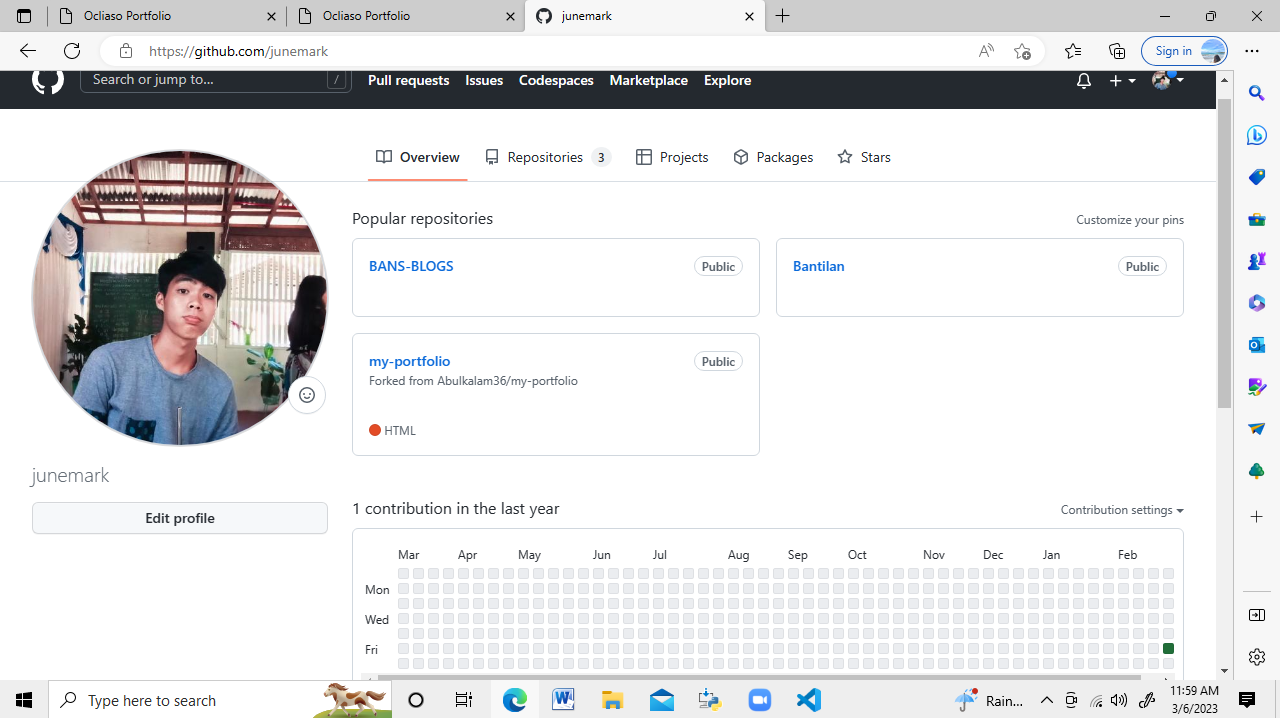 Ocliaso Portfolio
Ocliaso Portfolio
junemark
https://github.com/junemark
Sign in
Search or jump to...
/
Pull requests
Issues
Codespaces
Marketplace
Explore
Overview
Repositories 3
Projects
Packages
Stars
Popular repositories
Customize your pins
BANS-BLOGS
Public
Bantilan
Public
my-portfolio
Public
Forked from Abulkalam36/my-portfolio
HTML
junemark
Edit profile
1 contribution in the last year
Contribution settings
Mar Apr May Jun Jul Aug Sep Oct Nov Dec Jan Feb
Mon
Wed
Fri
Type here to search
Rain...
11:59 AM
3/6/2023